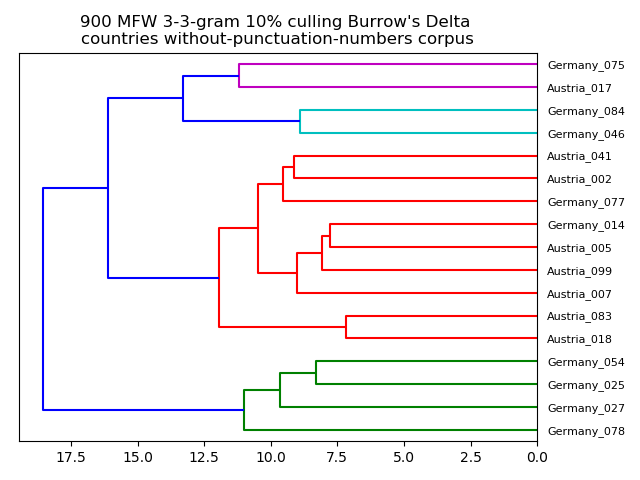 900 MFW 3-3-gram 10% culling Burrow's Delta
countries without-punctuation-numbers corpus
Germany_075
Austria_017
Germany_084
Germany_046
Austria_041
Austria_002
Germany_077
Germany_014
Austria_005
Austria_099
Austria_007
Austria_083
Austria_018
Germany_054
Germany_025
Germany_027
Germany_078
17.5 15.0 12.5 10.0 7.5 5.0 2.5 0.0